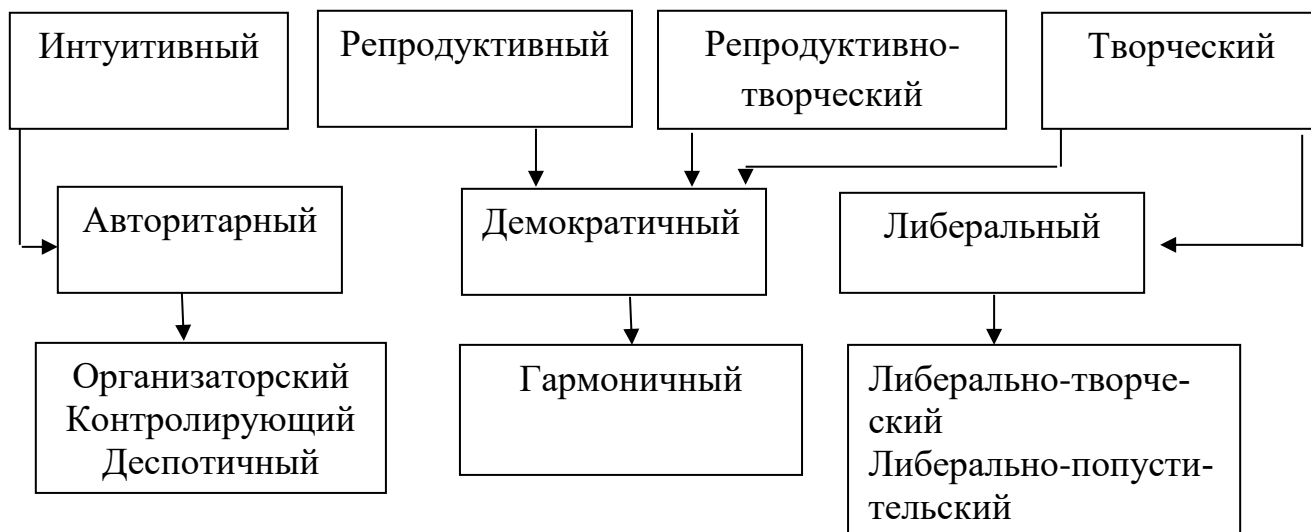 Интуитивный
Репродуктивный
Репродуктивно-
творческий
Творческий
Авторитарный
Демократичный
Либеральный
Организаторский
Контролирующий
Деспотичный
Гармоничный
Либерально-творче-
ский
Либерально-попусти-
тельский